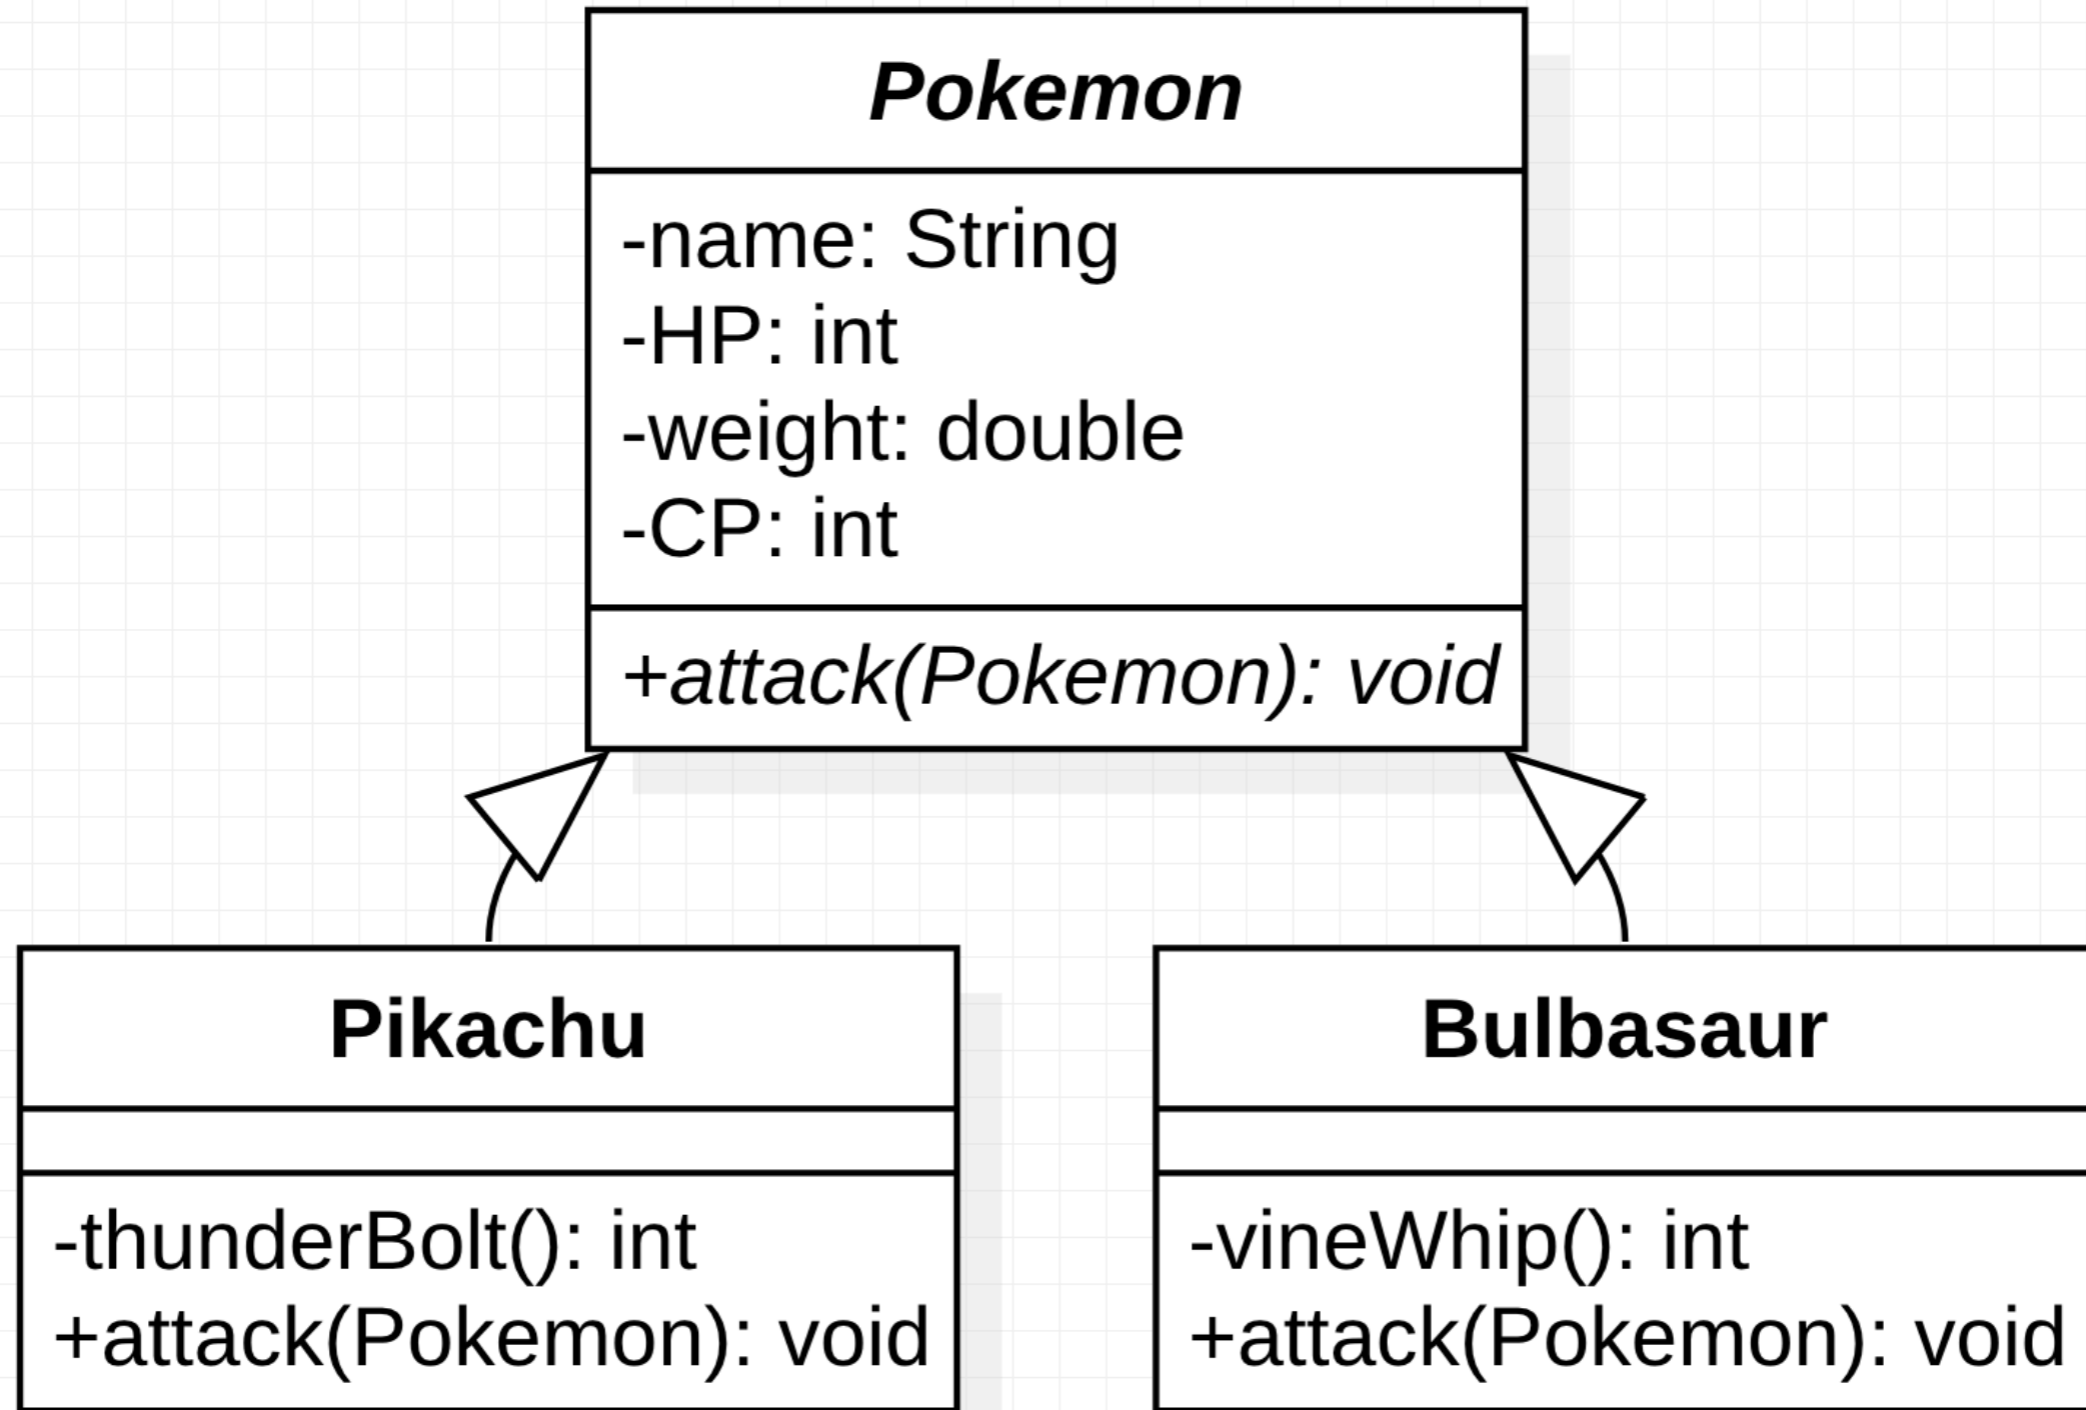 Pokemon
-name: String
-HP: int
-weight: double
-CP: int
+attack(Pokemon): void
Pikachu
-thunderBolt(): int
+attack(Pokemon): void
Bulbasaur
-vineWhip(): int
+attack(Pokemon): void